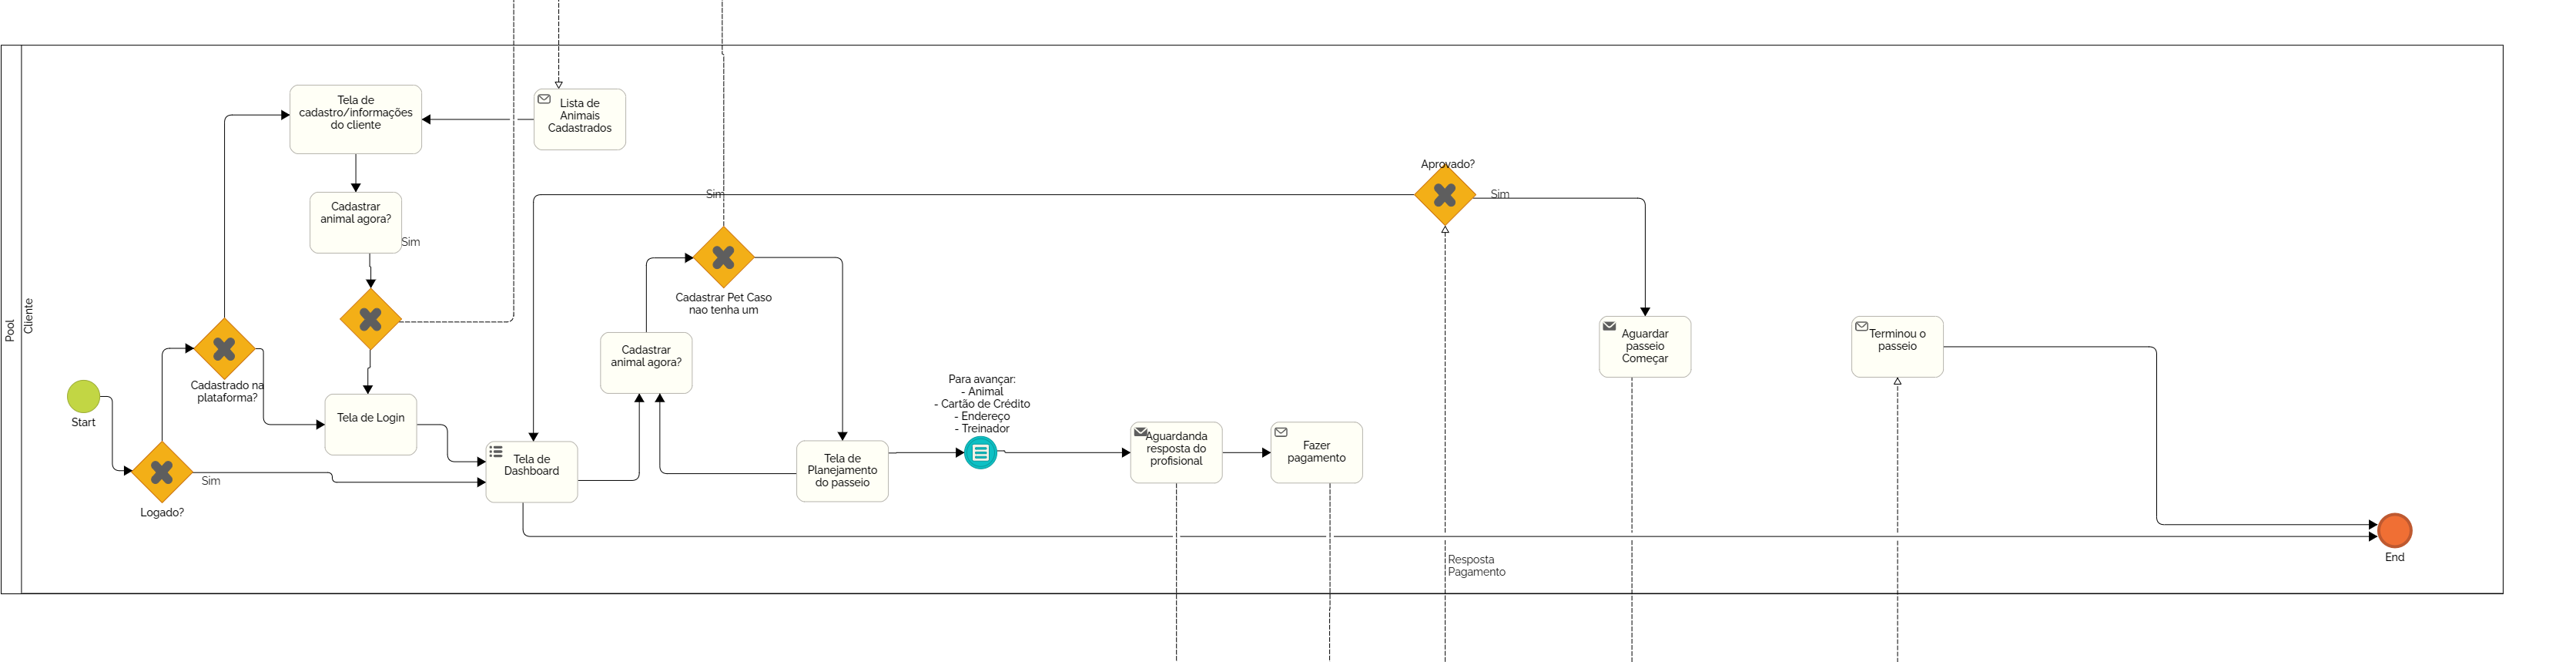 Pool
Cliente
Start
Logado?
Sim
Cadastrado na
plataforma?
Tela de
cadastro/informações
do cliente
Cadastrar
animal agora?
Sim
Tela de Login
Lista de
Animais
Cadastrados
Tela de
Dashboard
Cadastrar
animal agora?
Sim
Cadastrar Pet Caso
nao tenha um
Tela de
Planejamento
do passeio
Para avançar:
- Animal
- Cartão de Crédito
- Endereço
- Treinador
Aguardanda
resposta do
profisional
Fazer
pagamento
Aprovado?
Sim
Resposta
Pagamento
Aguardar
passeio
Começar
Terminou o
passeio
End